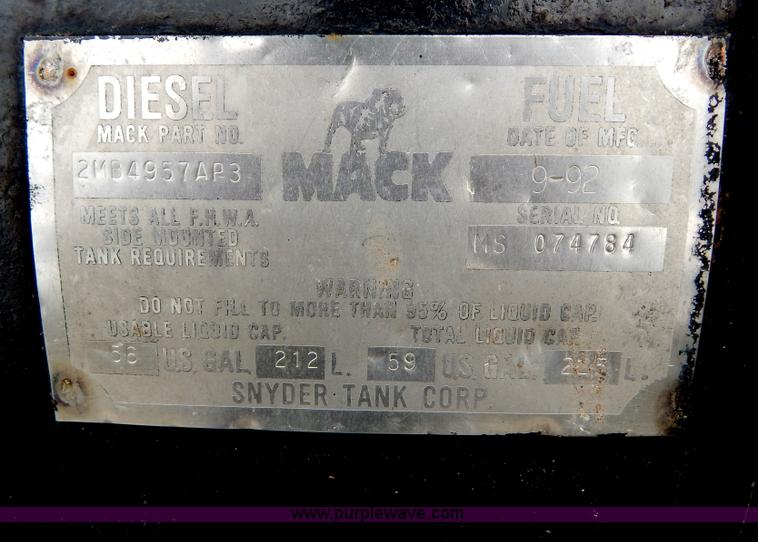 DIESEL FUEL
MACK PART NO. DATE OF MFG.
2MB4957AP3 MACK 9-92
MEETS ALL F.H.W.A. SERIAL NO.
SIDE MOUNTED MS 074784
TANK REQUIREMENTS
WARNING
DO NOT FILL TO MORE THAN 95% OF LIQUID CAP.
USABLE LIQUID CAP. TOTAL LIQUID CAP.
56 U.S. GAL. 212 L. 59 U.S. GAL. L.
SNYDER TANK CORP.
www.purplewave.com